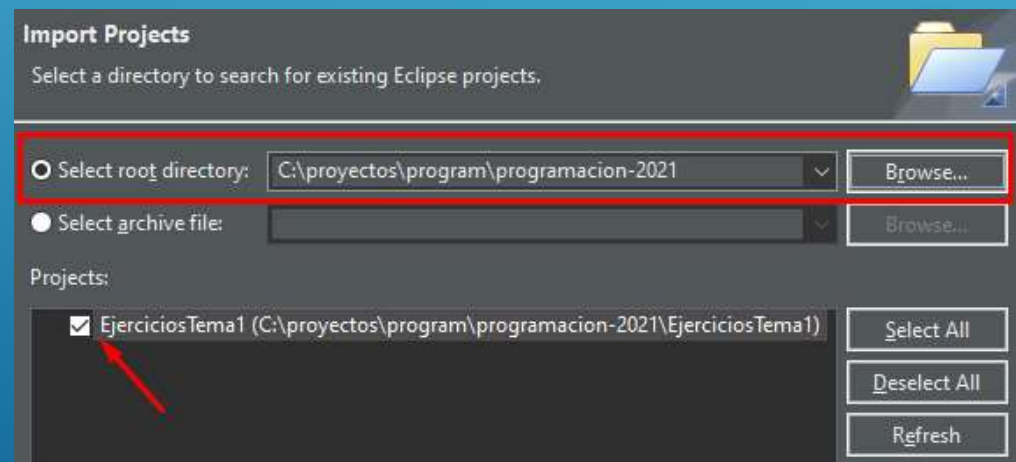 Import Projects
Select a directory to search for existing Eclipse projects.
Select root directory: C:\proyectos\program\programacion-2021 Browse...
Select archive file: Browse...
Projects:
EjerciciosTema1 (C:\proyectos\program\programacion-2021\EjerciciosTema1) Select All
Deselect All
Refresh